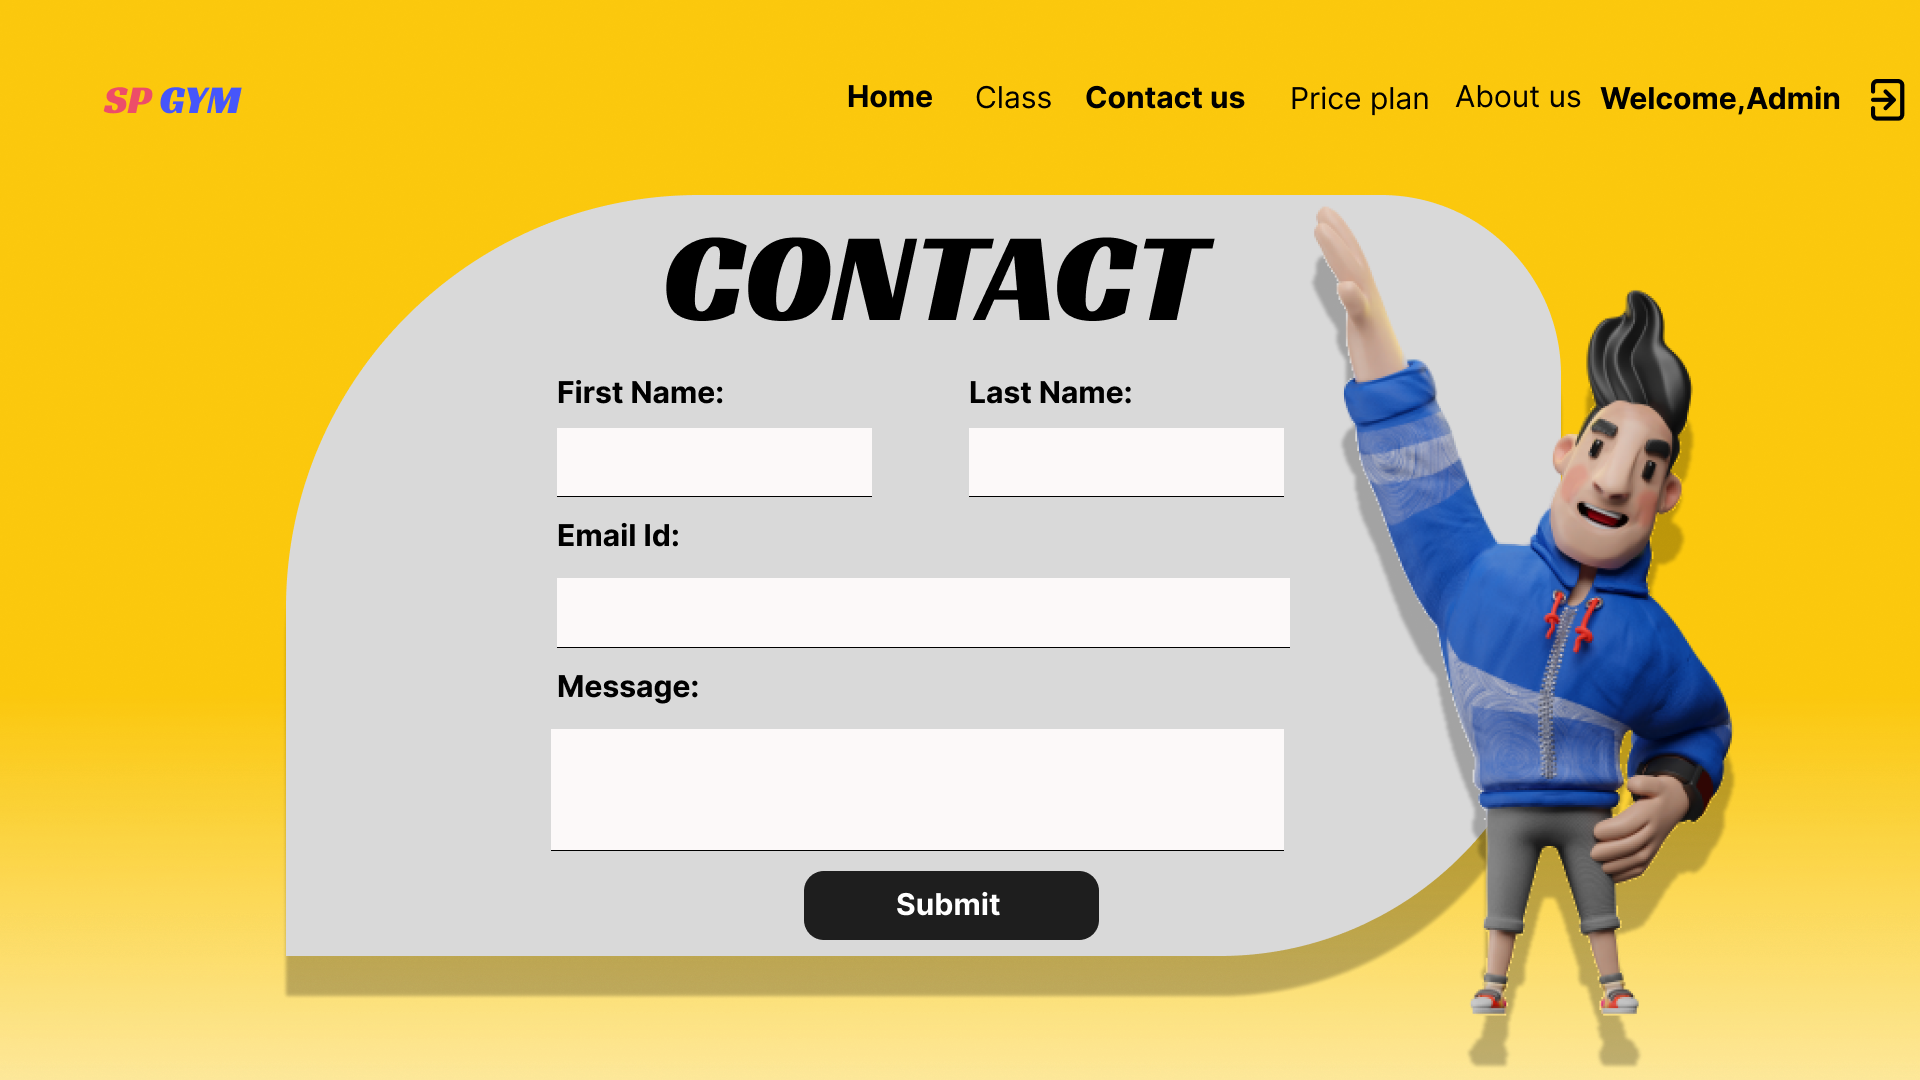 SP GYM
Home Class Contact us Price plan About us Welcome,Admin
CONTACT
First Name: Last Name:
Email Id:
Message:
Submit